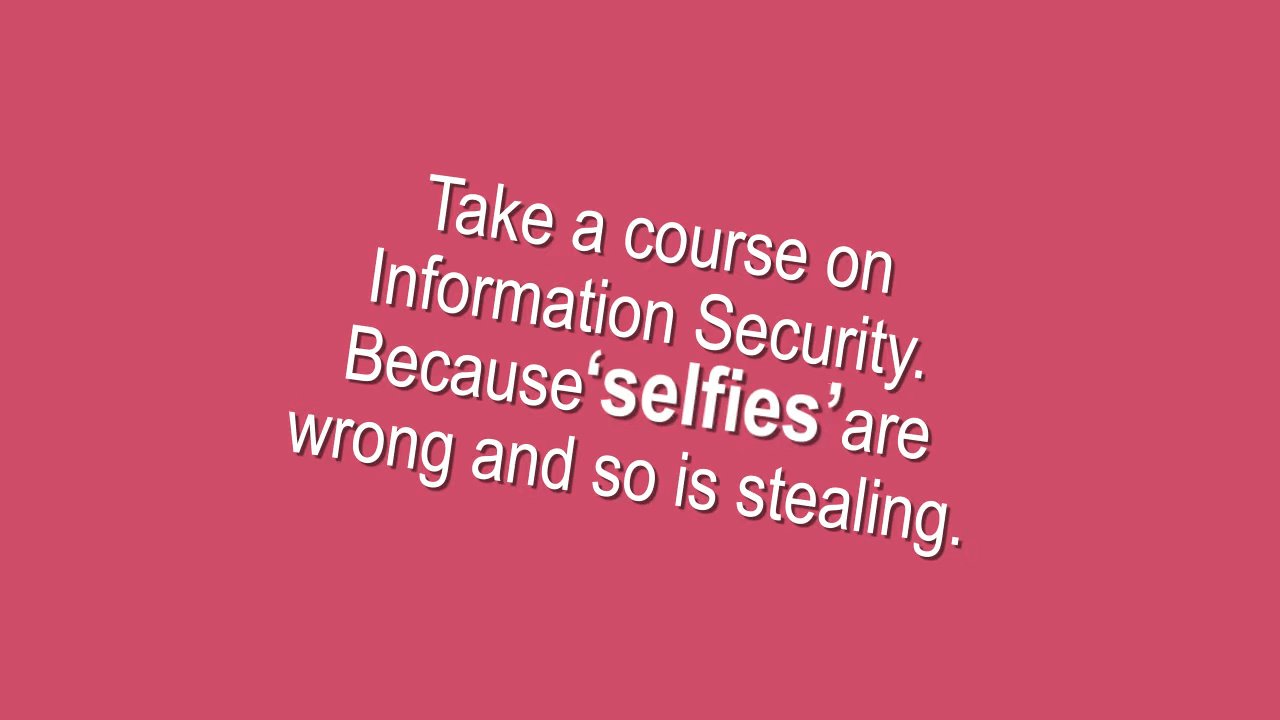 Take a course on
Information Security.
Because ‘selfies’ are
wrong and so is stealing.